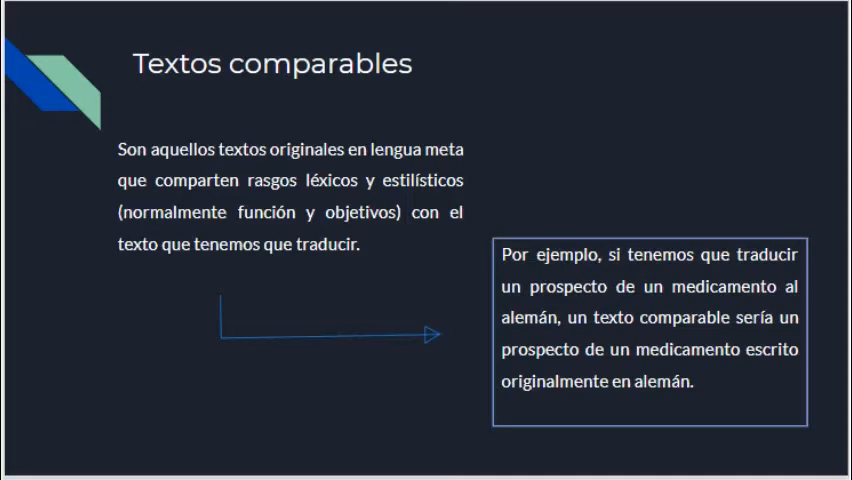 Textos comparables
Son aquellos textos originales en lengua meta
que comparten rasgos léxicos y estilísticos
(normalmente función y objetivos) con el
texto que tenemos que traducir.
Por ejemplo, si tenemos que traducir
un prospecto de un medicamento al
alemán, un texto comparable sería un
prospecto de un medicamento escrito
originalmente en alemán.